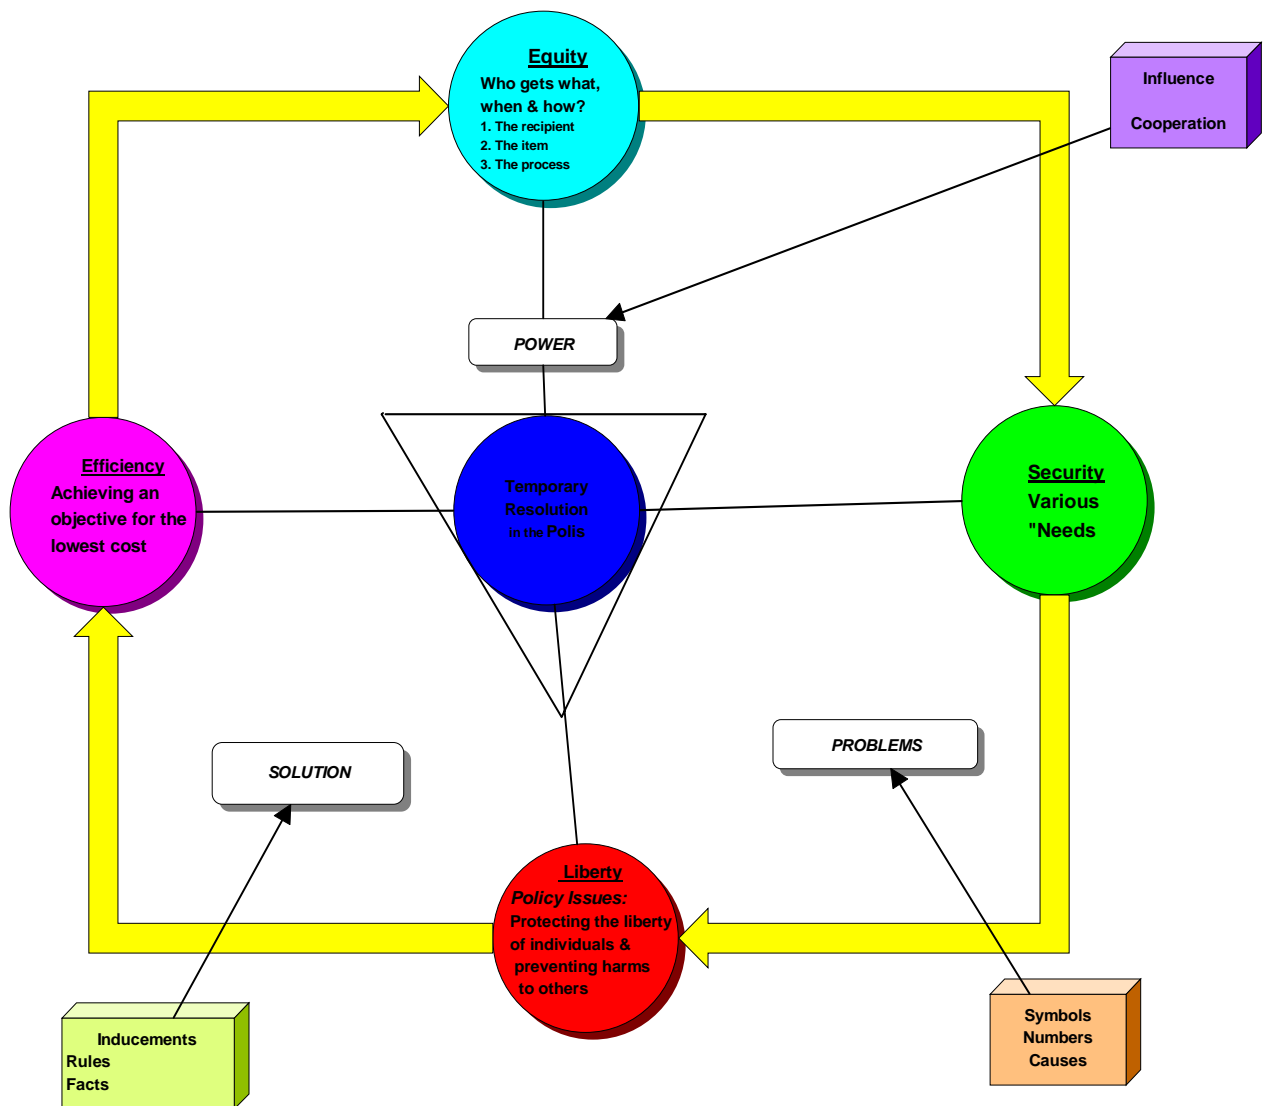 Equity
Who gets what,
when & how?
1. The recipient
2. The item
3. The process
Influence
Cooperation
POWER
Efficiency
Achieving an
objective for the
lowest cost
Temporary
Resolution
in the Polis
Security
Various
"Needs
SOLUTION
PROBLEMS
Liberty
Policy Issues:
Protecting the liberty
of individuals &
preventing harms
to others
Inducements
Rules
Facts
Symbols
Numbers
Causes